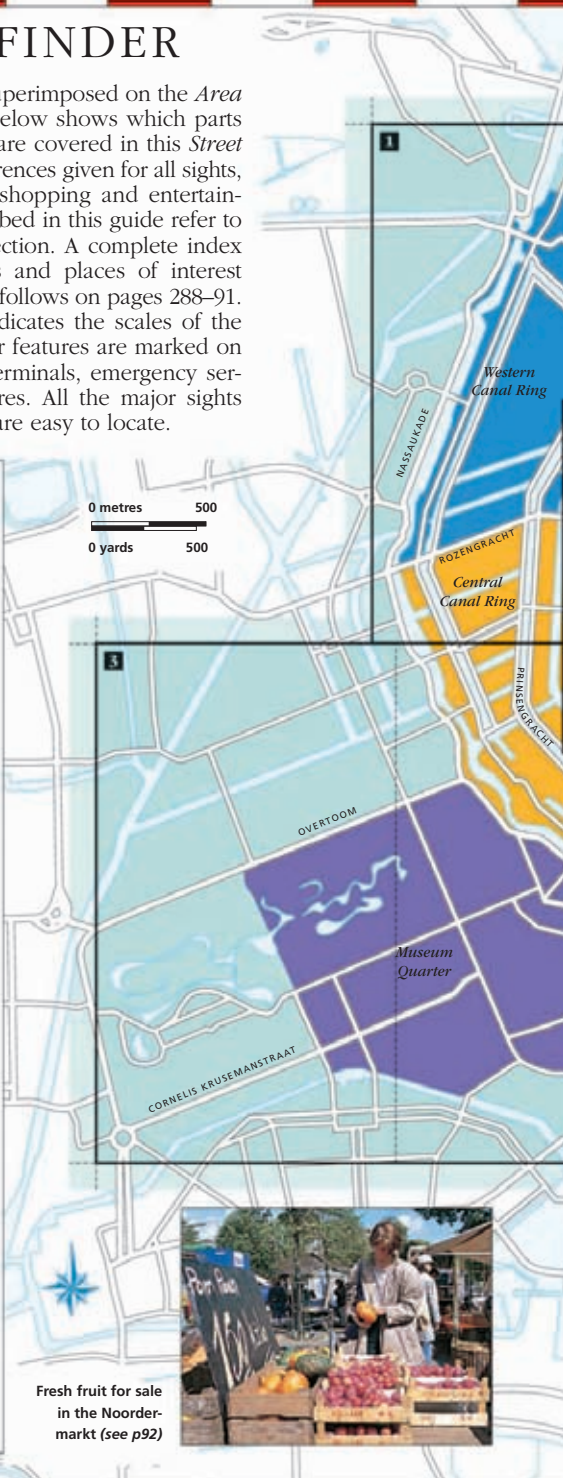 FINDER
uperimposed on the Area
elow shows which parts
are covered in this Street
rences given for all sights,
shopping and entertain-
bed in this guide refer to
ection. A complete index
s and places of interest
follows on pages 288–91.
dicates the scales of the
r features are marked on
erminals, emergency ser-
res. All the major sights
are easy to locate.
0 metres 500
0 yards 500
1
Western
Canal Ring
NASSAUKADE
ROZENGRACHT
Central
Canal Ring
3
PRINSENGRACHT
OVERTOOM
Museum
Quarter
CORNELIS KRUSEMANSTRAAT
Fresh fruit for sale
in the Noorder-
markt (see p92)